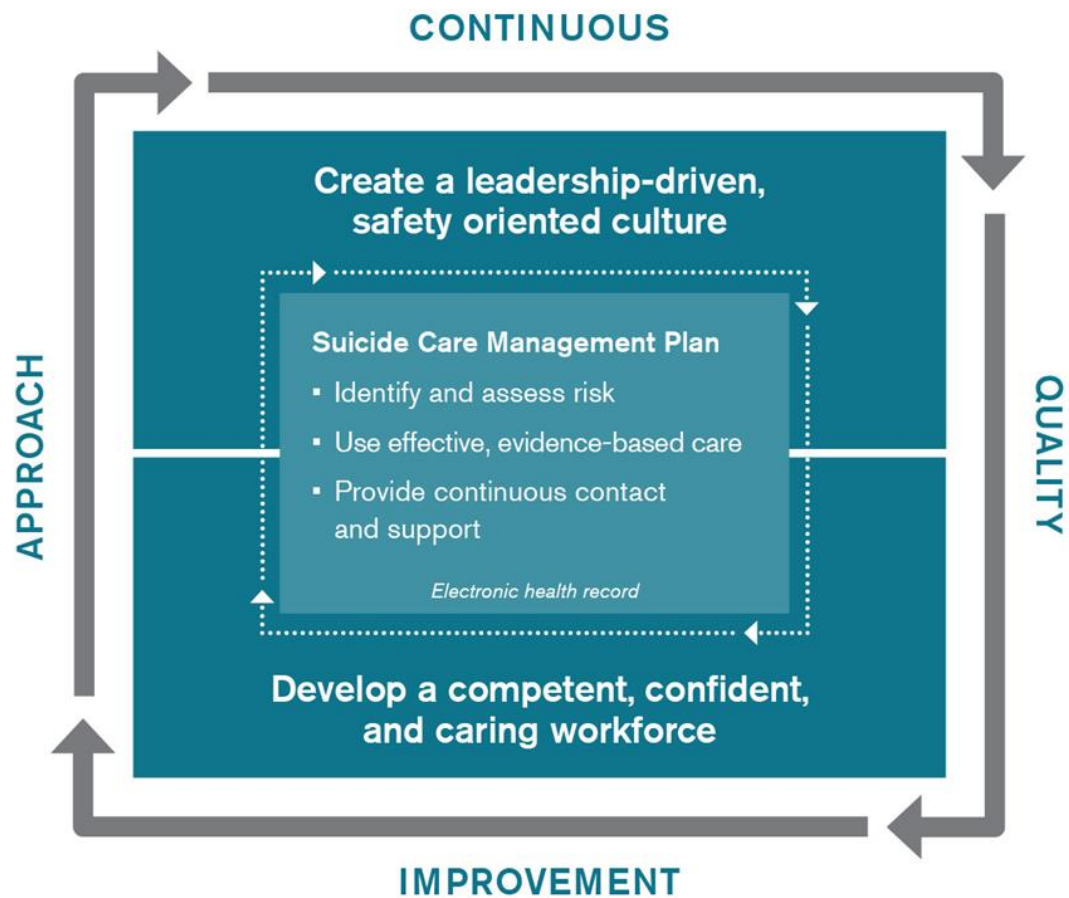 CONTINUOUS
Create a leadership-driven,
safety oriented culture
Suicide Care Management Plan
▪ Identify and assess risk
▪ Use effective, evidence-based care
▪ Provide continuous contact
and support
Electronic health record
Develop a competent, confident,
and caring workforce
QUALITY
IMPROVEMENT
APPROACH